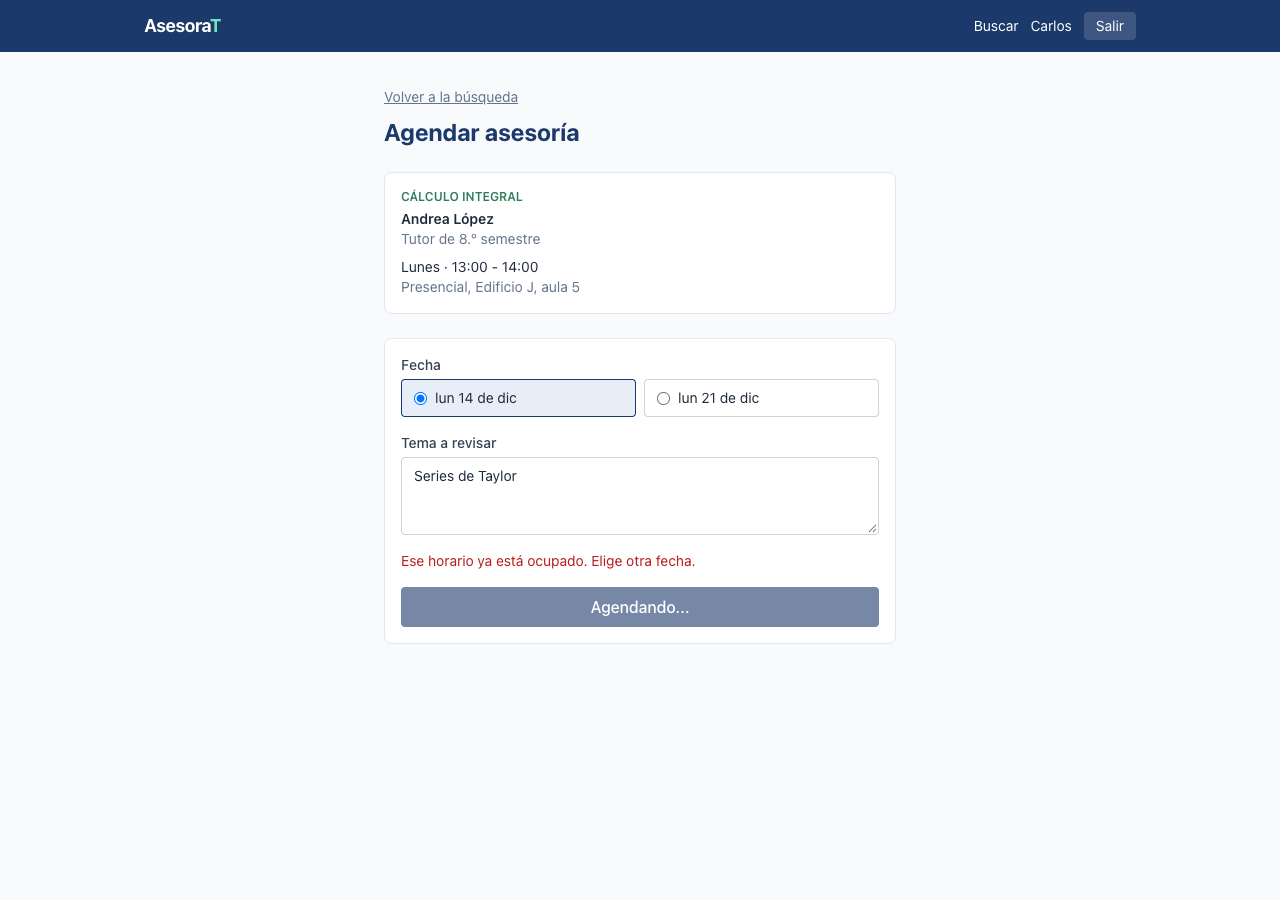 AsesoraT
Buscar Carlos Salir
Volver a la búsqueda
Agendar asesoría
CÁLCULO INTEGRAL
Andrea López
Tutor de 8.º semestre
Lunes · 13:00 - 14:00
Presencial, Edificio J, aula 5
Fecha
lun 14 de dic
lun 21 de dic
Tema a revisar
Series de Taylor
Ese horario ya está ocupado. Elige otra fecha.
Agendando...